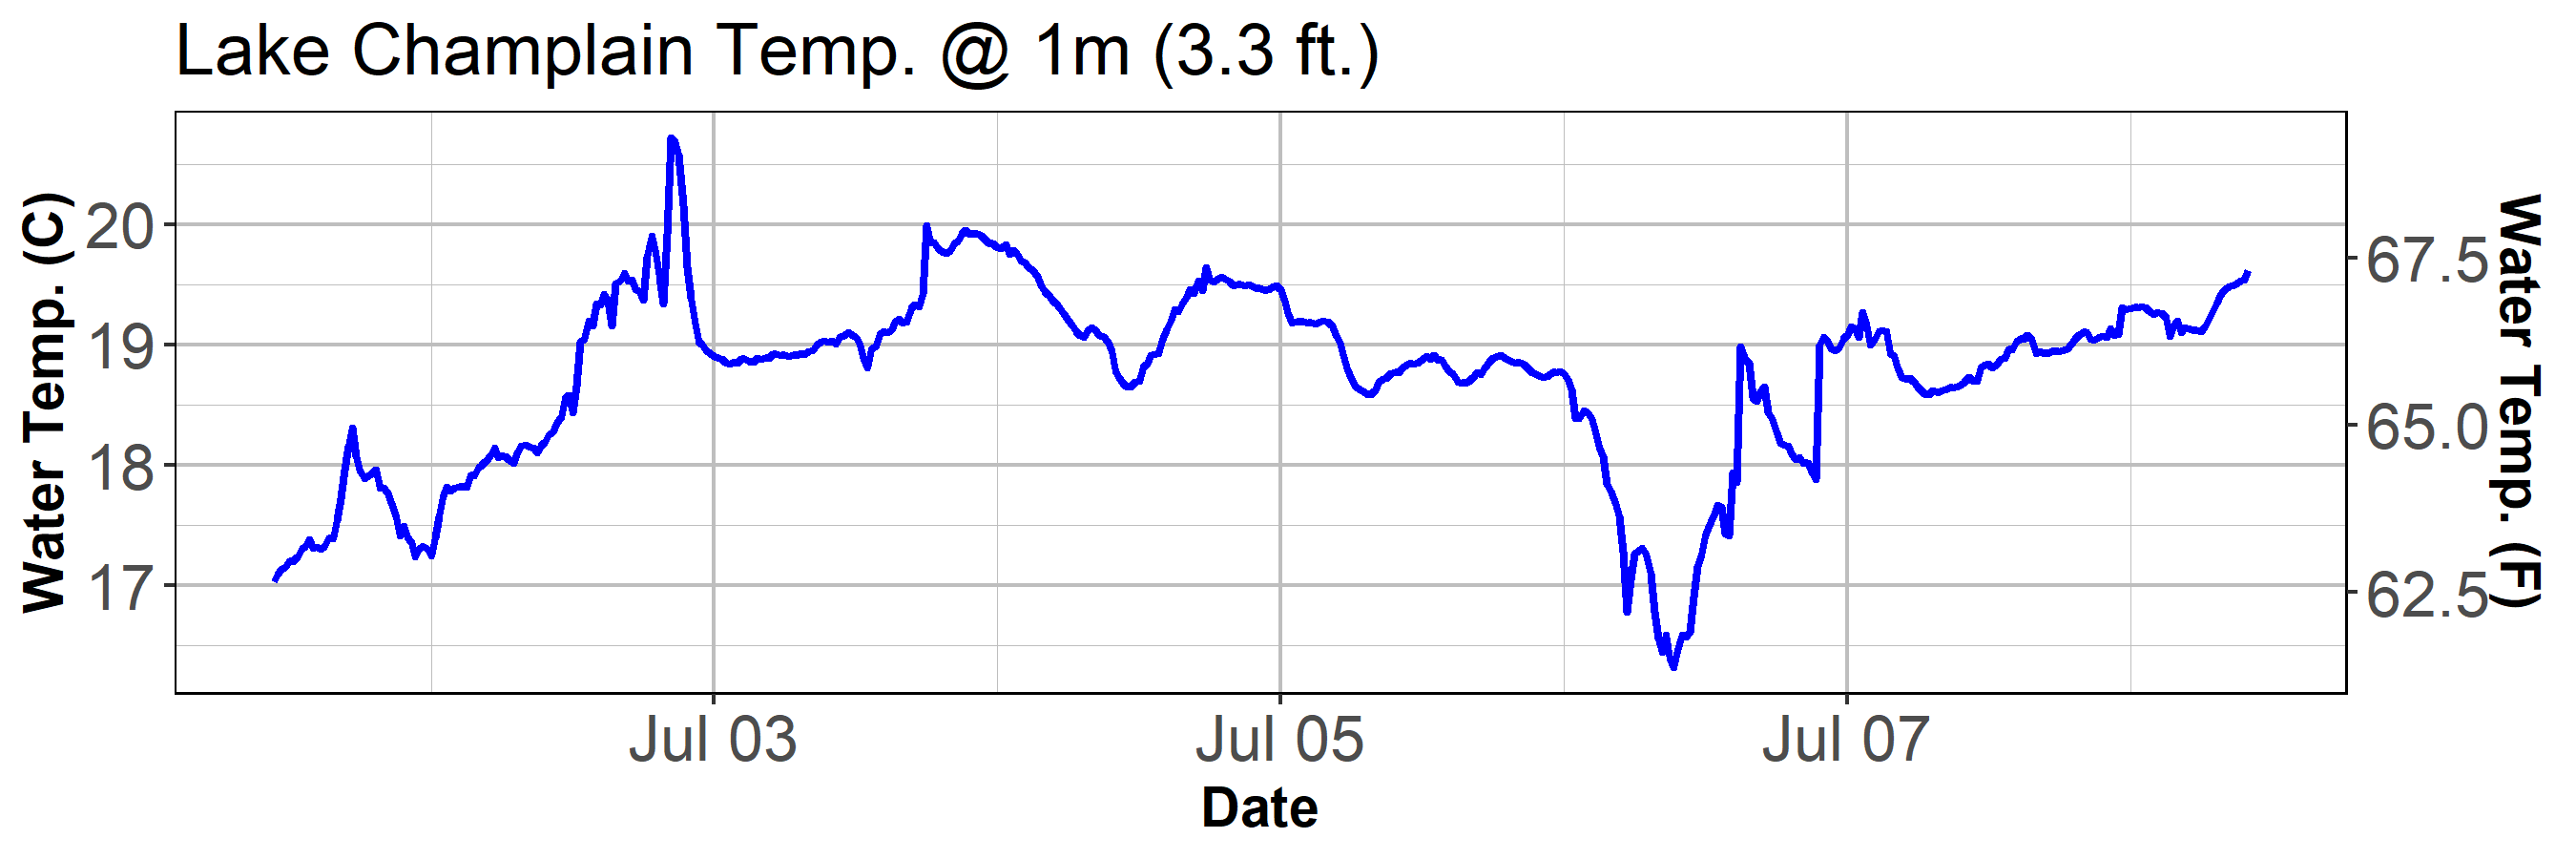 Lake Champlain Temp. @ 1m (3.3 ft.)
Water Temp. (C)
20
19
18
17
67.5
65.0
62.5
Water Temp. (F)
Jul 03
Jul 05
Jul 07
Date